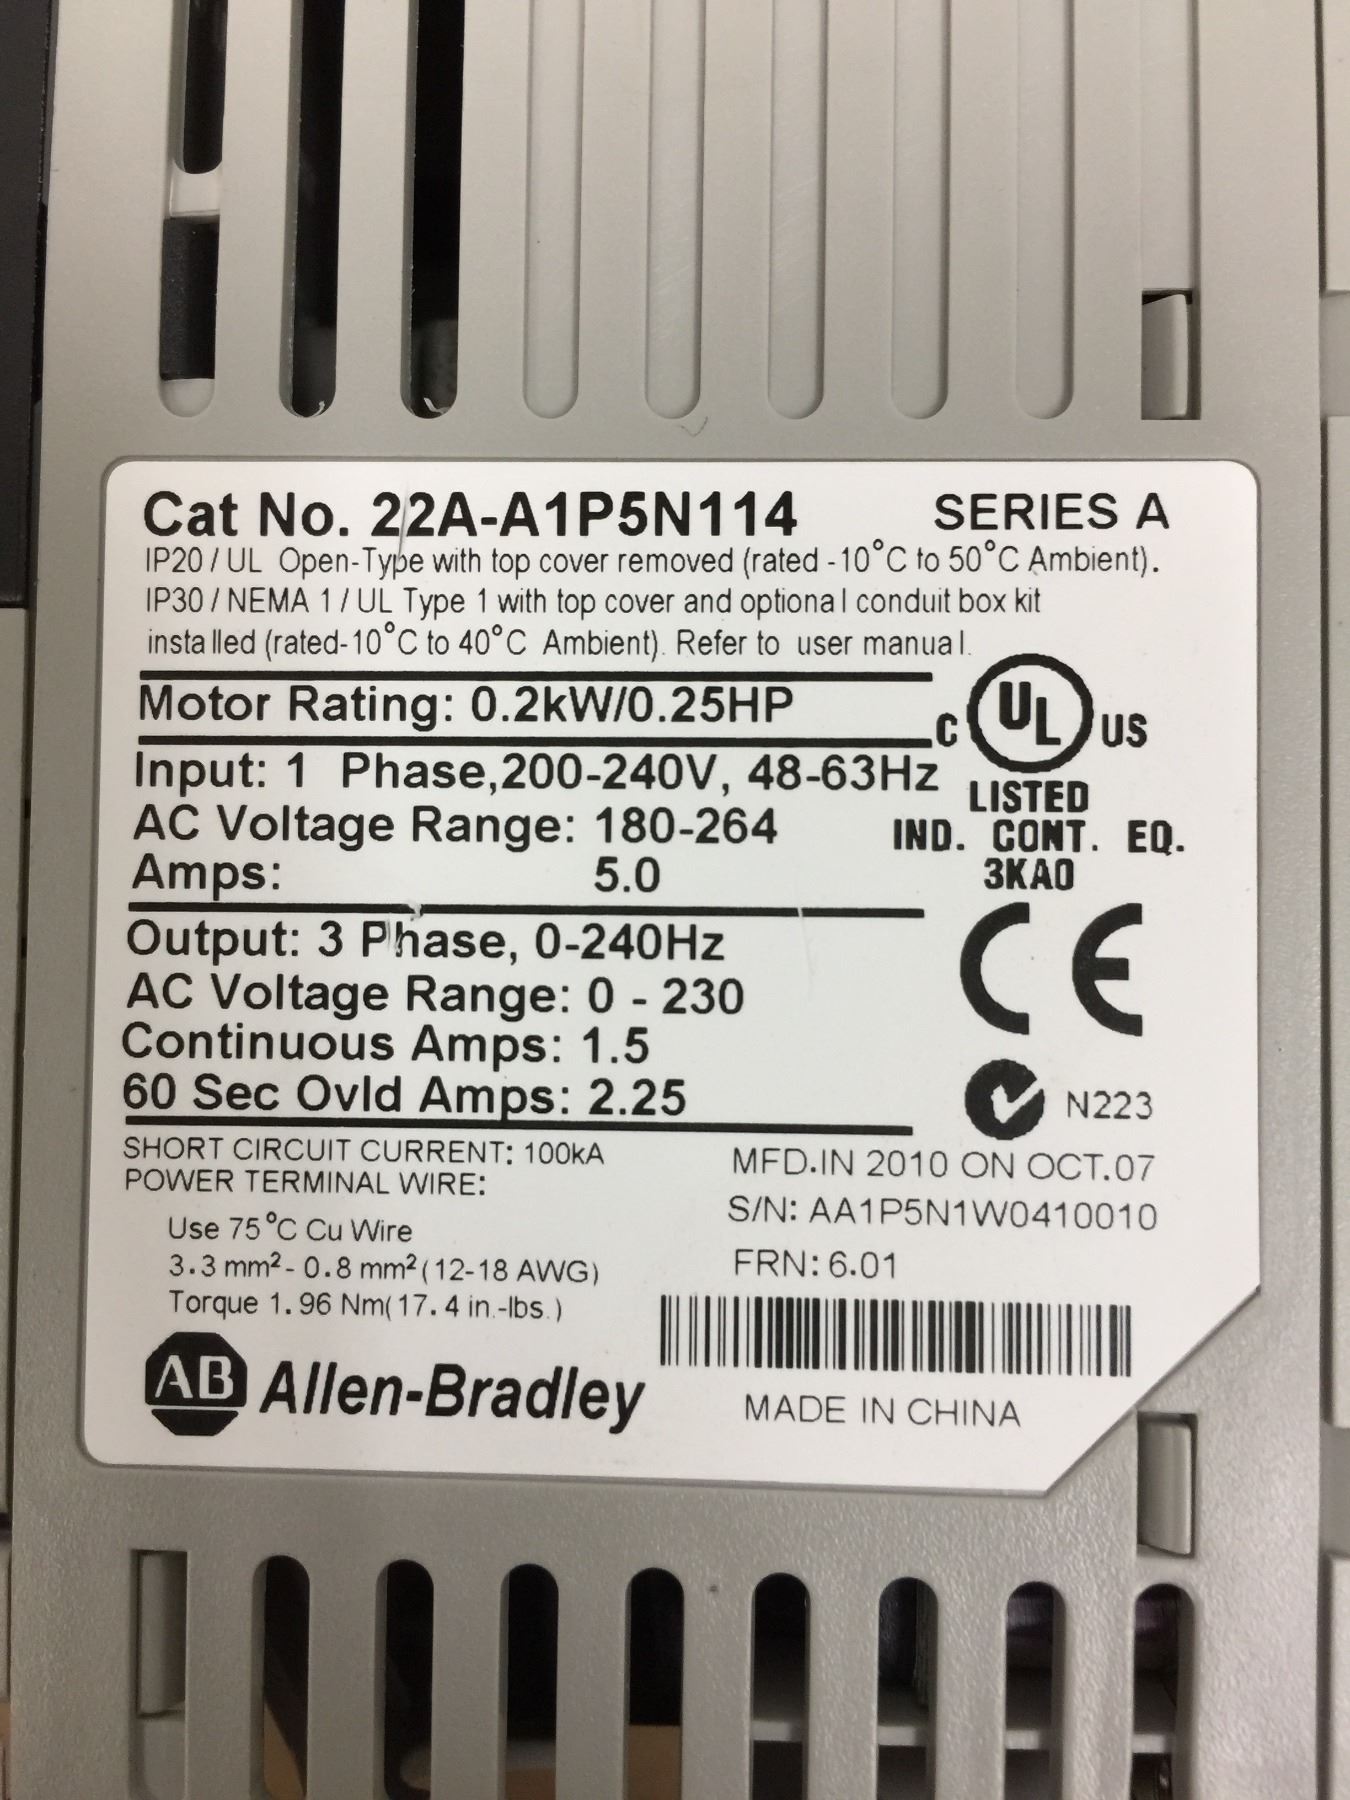 Cat No. 22A-A1P5N114 SERIES A
IP20 / UL Open-Type with top cover removed (rated -10°C to 50°C Ambient).
IP30 / NEMA 1 / UL Type 1 with top cover and optional conduit box kit
installed (rated-10°C to 40°C Ambient). Refer to user manual.
Motor Rating: 0.2kW/0.25HP
C UL US
Input: 1 Phase,200-240V, 48-63Hz
LISTED
AC Voltage Range: 180-264
IND. CONT. EQ.
Amps: 5.0
3KA0
Output: 3 Phase, 0-240Hz
CE
AC Voltage Range: 0 - 230
Continuous Amps: 1.5
60 Sec Ovld Amps: 2.25
N223
SHORT CIRCUIT CURRENT: 100kA
POWER TERMINAL WIRE:
Use 75°C Cu Wire
3.3 mm² - 0.8 mm² (12-18 AWG)
Torque 1.96 Nm(17.4 in.-lbs.)
MFD.IN 2010 ON OCT.07
S/N: AA1P5N1W0410010
FRN: 6.01
AB Allen-Bradley
MADE IN CHINA